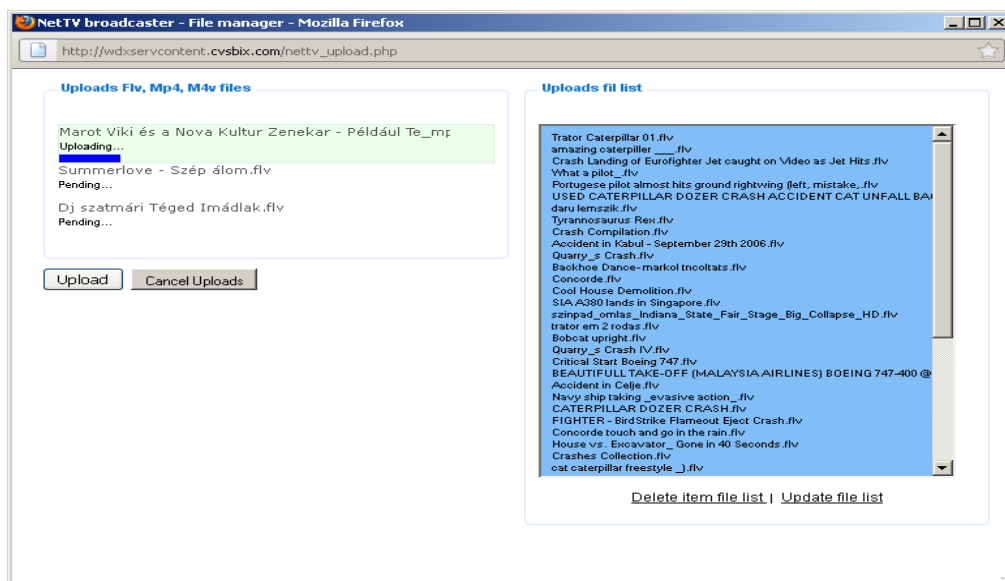 NetTV broadcaster - File manager - Mozilla Firefox
http://wdxservcontent.cvsbix.com/nettv_upload.php
Uploads Flv, Mp4, M4v files
Marot Viki és a Nova Kultur Zenekar - Például Te_mp
Uploading...
Summerlove - Szép álom.flv
Pending...
Dj szatmári Téged Imádlak.flv
Pending...
Upload
Cancel Uploads
Uploads fil list
Trator Caterpillar 01.flv
amazing caterpiller ___.flv
Crash Landing of Eurofighter Jet caught on Video as Jet Hits.flv
What a pilot_.flv
Portugese pilot almost hits ground rightwing (left, mistake,.flv
USED CATERPILLAR DOZER CRASH ACCIDENT CAT UNFALL BA
daru lemszik.flv
Tyrannosaurus Rex.flv
Crash Compilation.flv
Accident in Kabul - September 29th 2006.flv
Quarry_s Crash.flv
Backhoe Dance- markol tncoltats.flv
Concorde.flv
Cool House Demolition.flv
SIA A380 lands in Singapore.flv
szinpad_omlas_Indiana_State_Fair_Stage_Big_Collapse_HD.flv
trator em 2 rodas.flv
Bobcat upright.flv
Quarry_s Crash IV.flv
Critical Start Boeing 747.flv
BEAUTIFULL TAKE-OFF (MALAYSIA AIRLINES) BOEING 747-400 @
Accident in Celje.flv
Navy ship taking _evasive action_.flv
CATERPILLAR DOZER CRASH.flv
FIGHTER - BirdStrike Flameout Eject Crash.flv
Concorde touch and go in the rain.flv
House vs. Excavator_ Gone in 40 Seconds.flv
Crashes Collection.flv
cat caterpillar freestyle _).flv
Delete item file list | Update file list